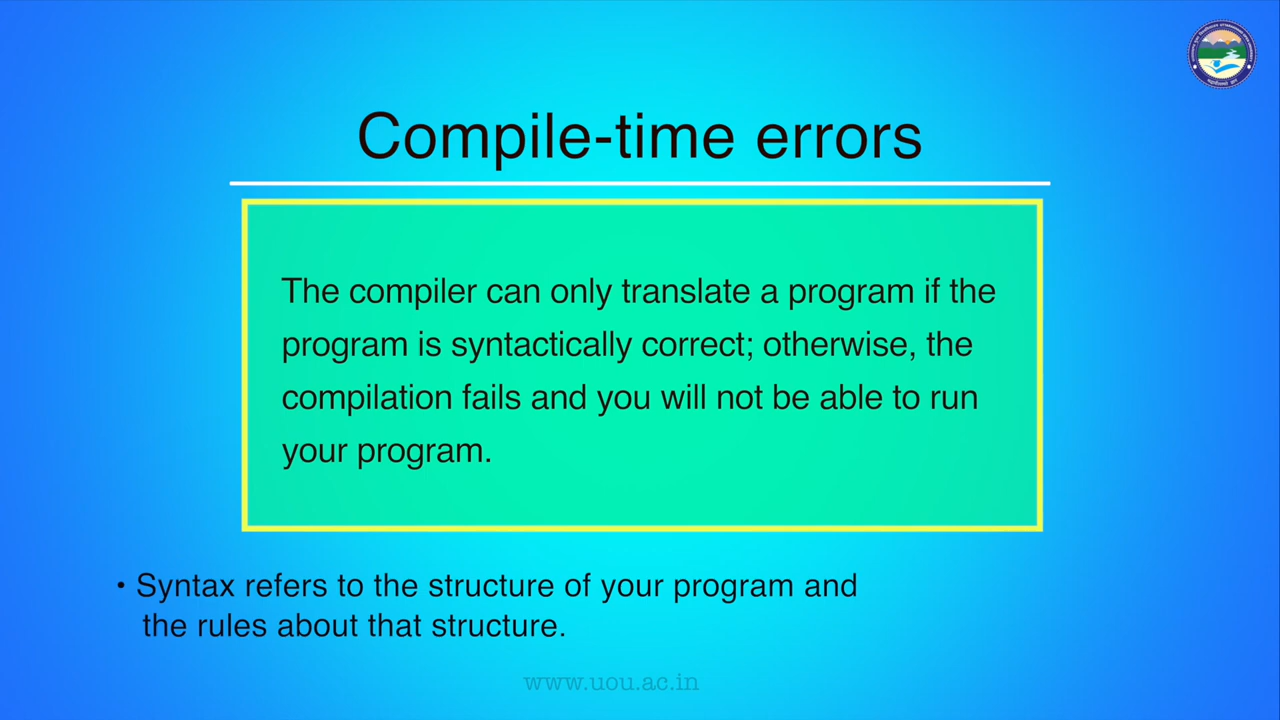 Compile-time errors
The compiler can only translate a program if the
program is syntactically correct; otherwise, the
compilation fails and you will not be able to run
your program.
• Syntax refers to the structure of your program and
the rules about that structure.
www.uou.ac.in